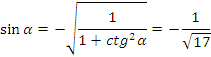 sin α = −√(1/(1 + ctg²α)) = −1/√17